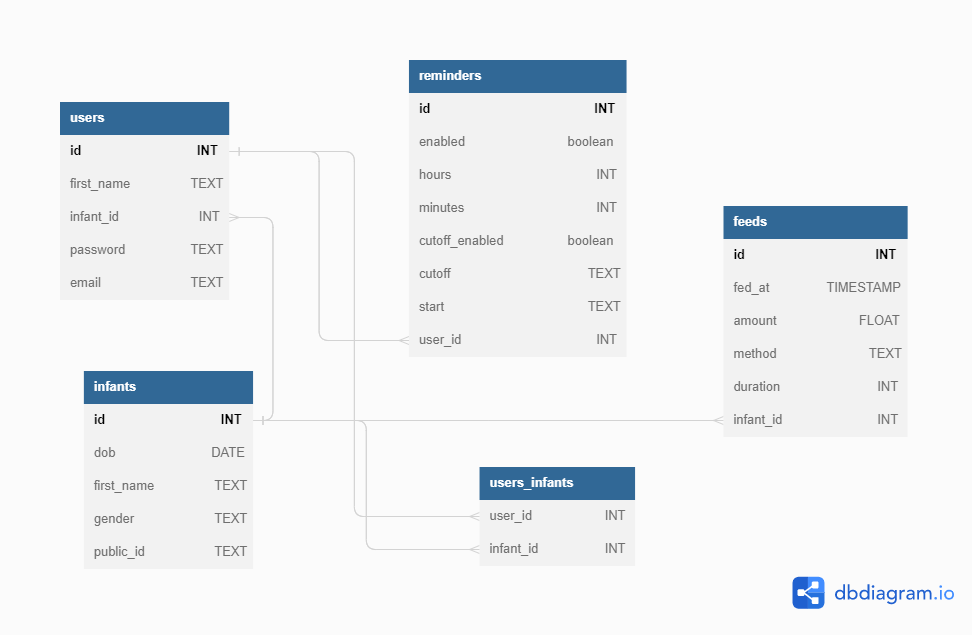 users
id INT
first_name TEXT
infant_id INT
password TEXT
email TEXT
reminders
id INT
enabled boolean
hours INT
minutes INT
cutoff_enabled boolean
cutoff TEXT
start TEXT
user_id INT
feeds
id INT
fed_at TIMESTAMP
amount FLOAT
method TEXT
duration INT
infant_id INT
infants
id INT
dob DATE
first_name TEXT
gender TEXT
public_id TEXT
users_infants
user_id INT
infant_id INT
dbdiagram.io